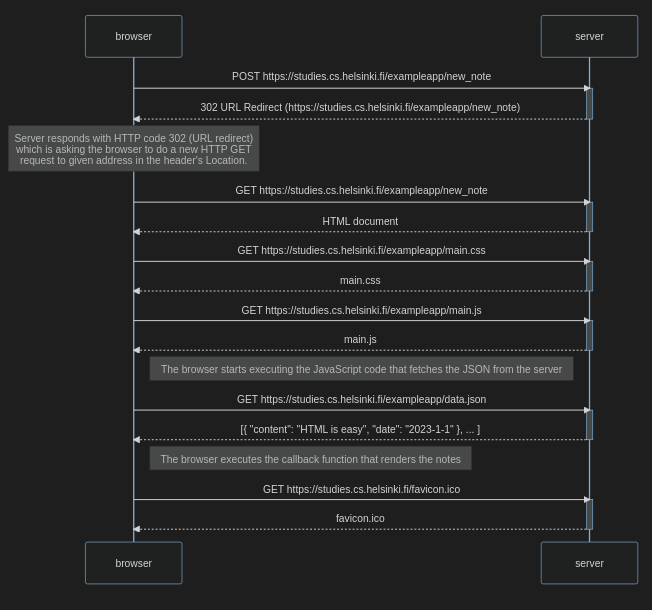 browser
server
POST https://studies.cs.helsinki.fi/exampleapp/new_note
302 URL Redirect (https://studies.cs.helsinki.fi/exampleapp/new_note)
Server responds with HTTP code 302 (URL redirect)
which is asking the browser to do a new HTTP GET
request to given address in the header's Location.
GET https://studies.cs.helsinki.fi/exampleapp/new_note
HTML document
GET https://studies.cs.helsinki.fi/exampleapp/main.css
main.css
GET https://studies.cs.helsinki.fi/exampleapp/main.js
main.js
The browser starts executing the JavaScript code that fetches the JSON from the server
GET https://studies.cs.helsinki.fi/exampleapp/data.json
[{ "content": "HTML is easy", "date": "2023-1-1" }, ... ]
The browser executes the callback function that renders the notes
GET https://studies.cs.helsinki.fi/favicon.ico
favicon.ico
browser
server